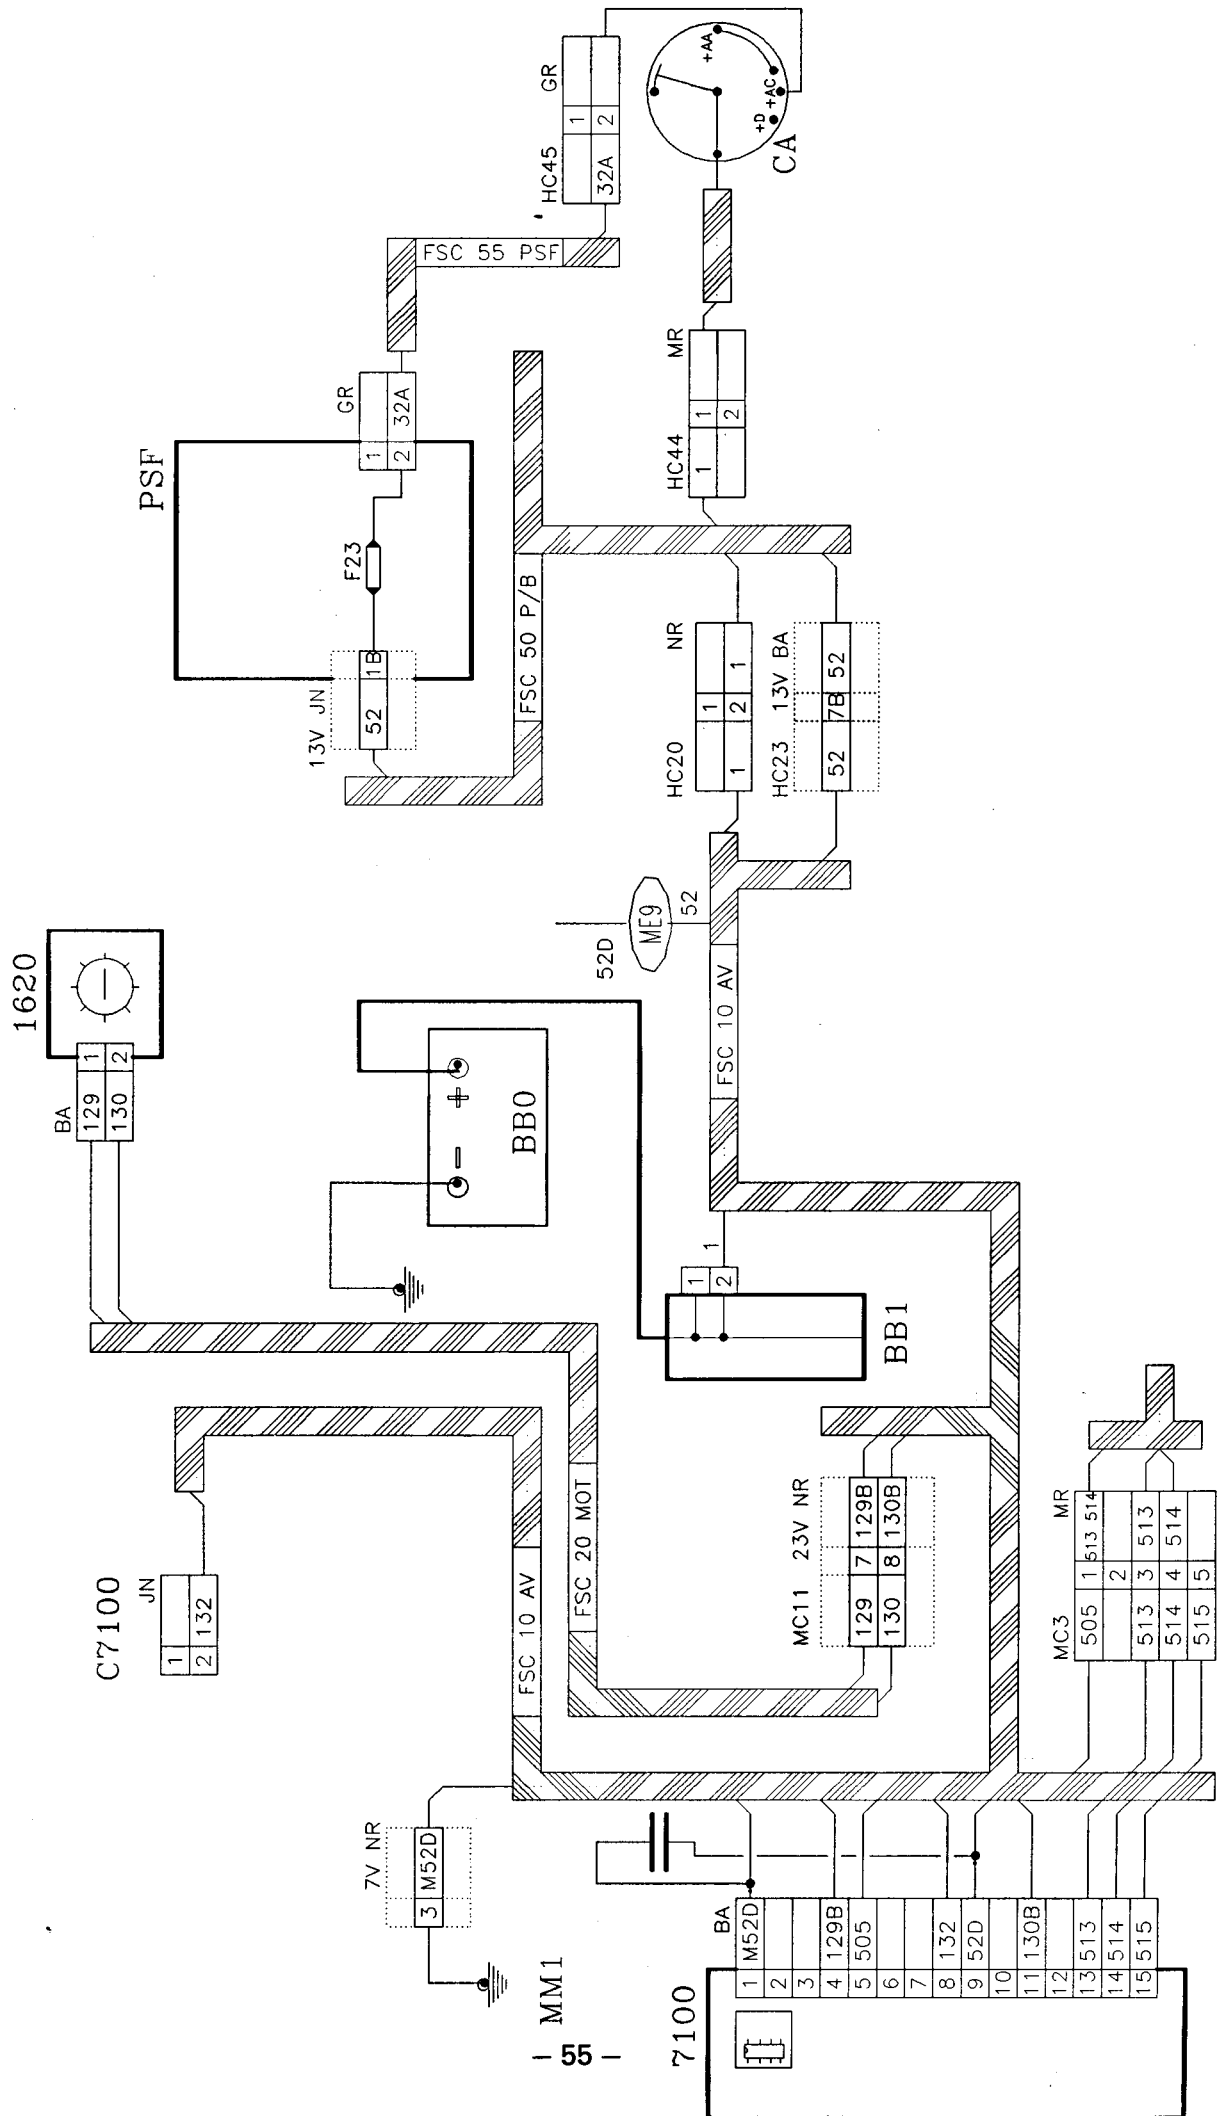 HC45 GR
1
32A 2
+AA
+AC
+D
CA
FSC 55 PSF
GR
1
2 32A
PSF
F23
13V JN
52 1B
HC44 MR
1 1
2
FSC 50 P/B
HC20 NR
1
1 2 1
HC23 13V BA
52 7B 52
1620
BA
129 1
130 2
ME9
52D
52
FSC 10 AV
BB0
+
−
1
1
2
BB1
C7100
JN
1
2 132
FSC 10 AV
FSC 20 MOT
MC11 23V NR
129 7 129B
130 8 130B
MC3 MR
505 1 513 514
2
513 3 513
514 4 514
515 5
7V NR
3 M52D
MM1
7100
BA
1 M52D
2
3
4 129B
5 505
6
7
8 132
9 52D
10
11 130B
12
13 513
14 514
15 515
– 55 –